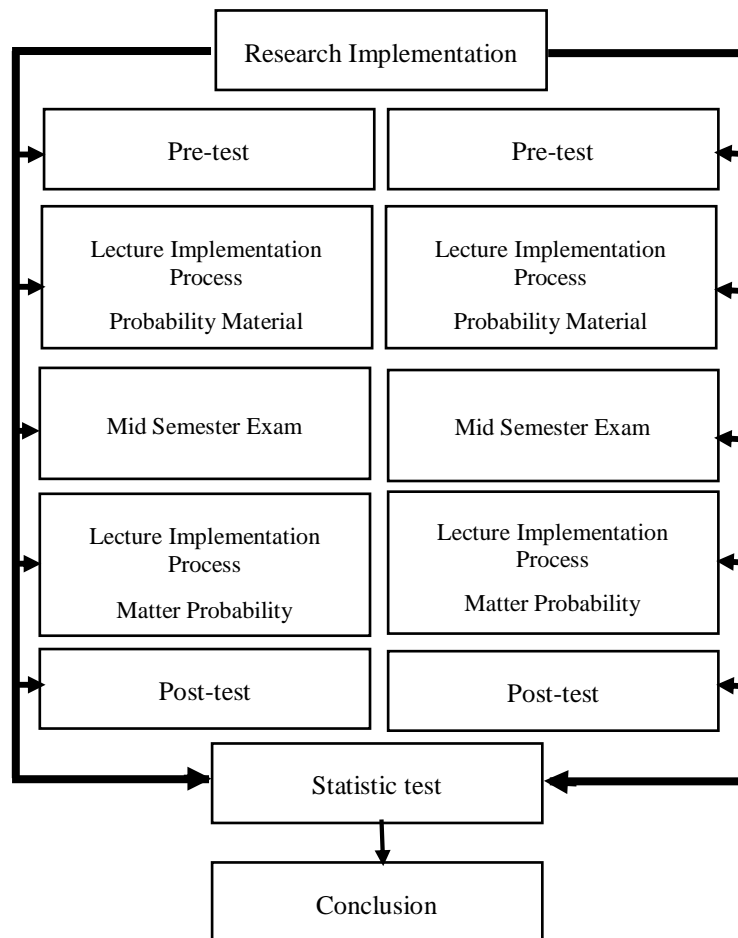 Research Implementation
Pre-test
Pre-test
Lecture Implementation
Process
Probability Material
Lecture Implementation
Process
Probability Material
Mid Semester Exam
Mid Semester Exam
Lecture Implementation
Process
Matter Probability
Lecture Implementation
Process
Matter Probability
Post-test
Post-test
Statistic test
Conclusion